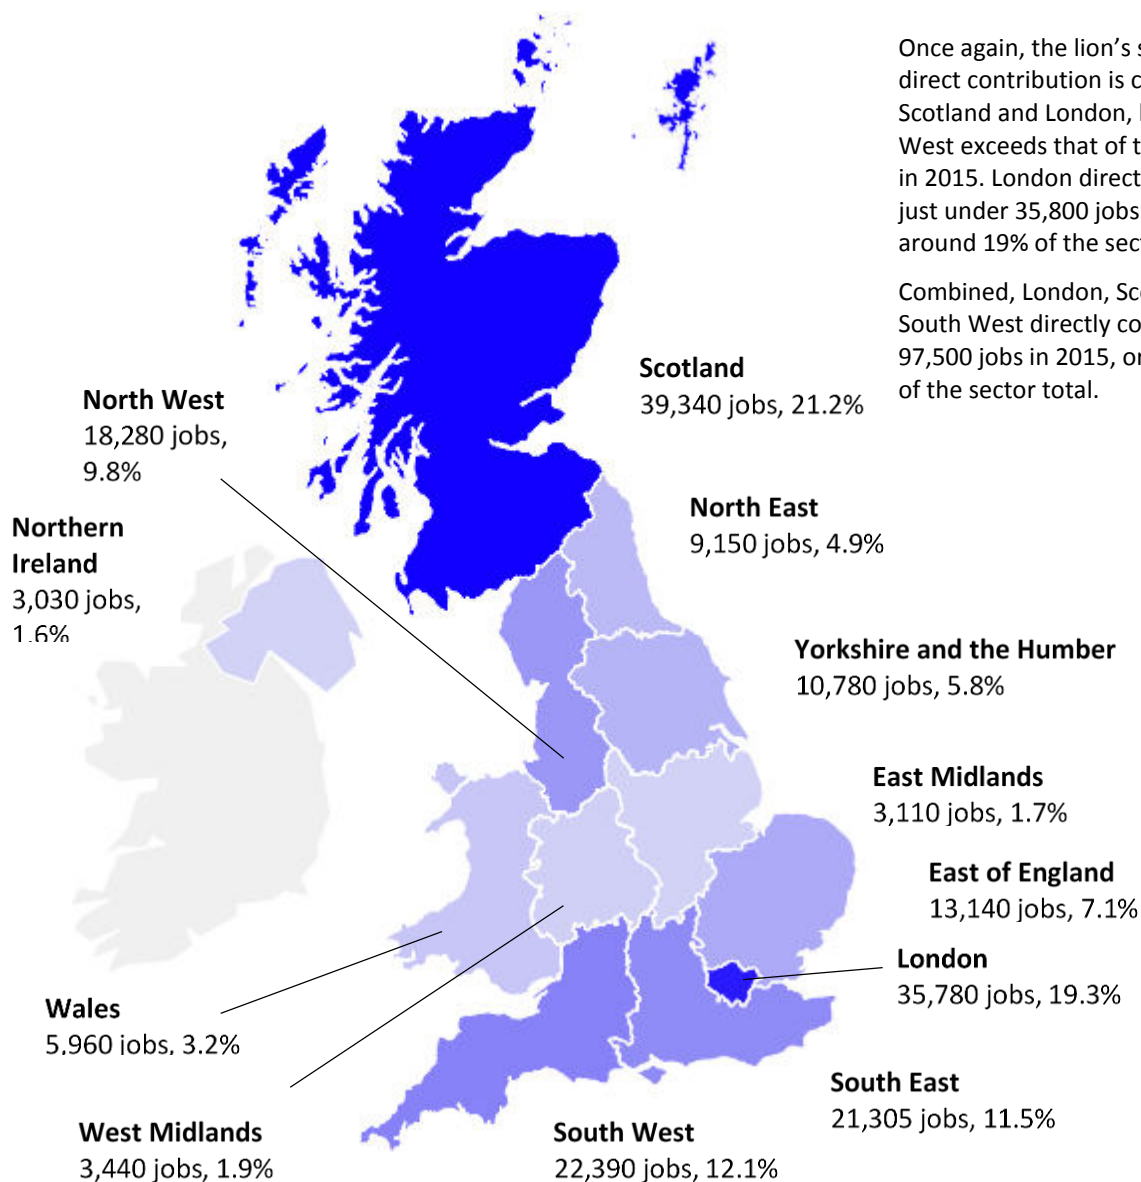 Once again, the lion's
direct contribution is
Scotland and London,
West exceeds that of
in 2015. London direct
just under 35,800 jobs
around 19% of the
Combined, London,
South West directly
97,500 jobs in 2015,
of the sector total.
Scotland
39,340 jobs, 21.2%
North West
18,280 jobs,
9.8%
North East
9,150 jobs, 4.9%
Northern
Ireland
3,030 jobs,
1.6%
Yorkshire and the Humber
10,780 jobs, 5.8%
East Midlands
3,110 jobs, 1.7%
East of England
13,140 jobs, 7.1%
London
35,780 jobs, 19.3%
Wales
5,960 jobs, 3.2%
South East
21,305 jobs, 11.5%
West Midlands
3,440 jobs, 1.9%
South West
22,390 jobs, 12.1%